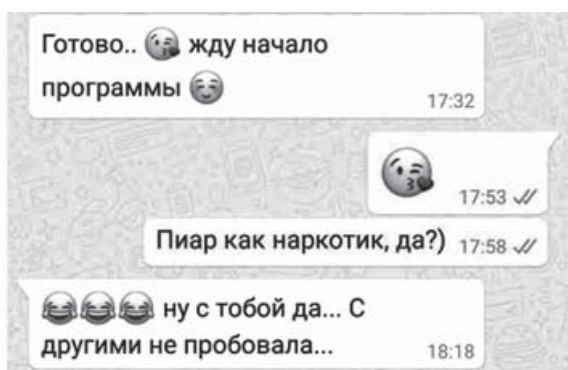 Готово.. 😘 жду начало
программы ☺️
17:32
😘
17:53
Пиар как наркотик, да?) 17:58
😂😂😂 ну с тобой да... С
другими не пробовала...
18:18